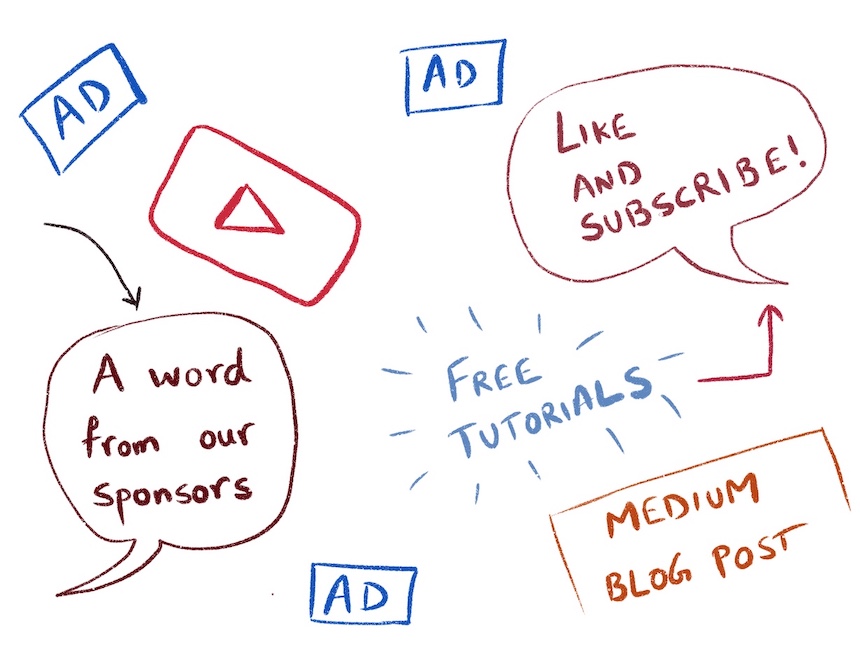 AD
AD
LIKE
AND
SUBSCRIBE!
A word
from our
sponsors
FREE
TUTORIALS
MEDIUM
BLOG POST
AD